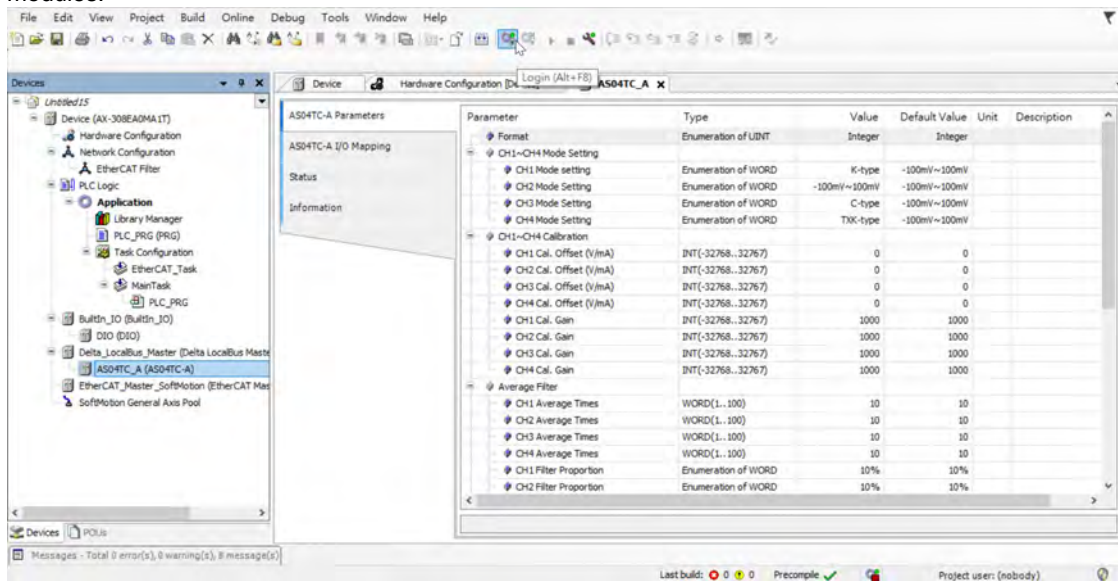 modules.
File Edit View Project Build Online Debug Tools Window Help
Login (Alt+F8)
Devices
Untitled15
Device (AX-308EA0MA1T)
Hardware Configuration
Network Configuration
EtherCAT Filter
PLC Logic
Application
Library Manager
PLC_PRG (PRG)
Task Configuration
EtherCAT_Task
MainTask
PLC_PRG
BuiltIn_IO (BuiltIn_IO)
DIO (DIO)
Delta_LocalBus_Master (Delta LocalBus Maste
AS04TC_A (AS04TC-A)
EtherCAT_Master_SoftMotion (EtherCAT Mas
SoftMotion General Axis Pool
Devices POUs
Device Hardware Configuration [De AS04TC_A
AS04TC-A Parameters
AS04TC-A I/O Mapping
Status
Information
Parameter Type Value Default Value Unit Description
Format Enumeration of UINT Integer Integer
CH1~CH4 Mode Setting
CH1 Mode setting Enumeration of WORD K-type -100mV~100mV
CH2 Mode Setting Enumeration of WORD -100mV~100mV -100mV~100mV
CH3 Mode Setting Enumeration of WORD C-type -100mV~100mV
CH4 Mode Setting Enumeration of WORD TXK-type -100mV~100mV
CH1~CH4 Calibration
CH1 Cal. Offset (V/mA) INT(-32768..32767) 0 0
CH2 Cal. Offset (V/mA) INT(-32768..32767) 0 0
CH3 Cal. Offset (V/mA) INT(-32768..32767) 0 0
CH4 Cal. Offset (V/mA) INT(-32768..32767) 0 0
CH1 Cal. Gain INT(-32768..32767) 1000 1000
CH2 Cal. Gain INT(-32768..32767) 1000 1000
CH3 Cal. Gain INT(-32768..32767) 1000 1000
CH4 Cal. Gain INT(-32768..32767) 1000 1000
Average Filter
CH1 Average Times WORD(1..100) 10 10
CH2 Average Times WORD(1..100) 10 10
CH3 Average Times WORD(1..100) 10 10
CH4 Average Times WORD(1..100) 10 10
CH1 Filter Proportion Enumeration of WORD 10% 10%
CH2 Filter Proportion Enumeration of WORD 10% 10%
Messages - Total 0 error(s), 0 warning(s), 8 message(s)
Last build: 0 0 Precompile Project user: (nobody)